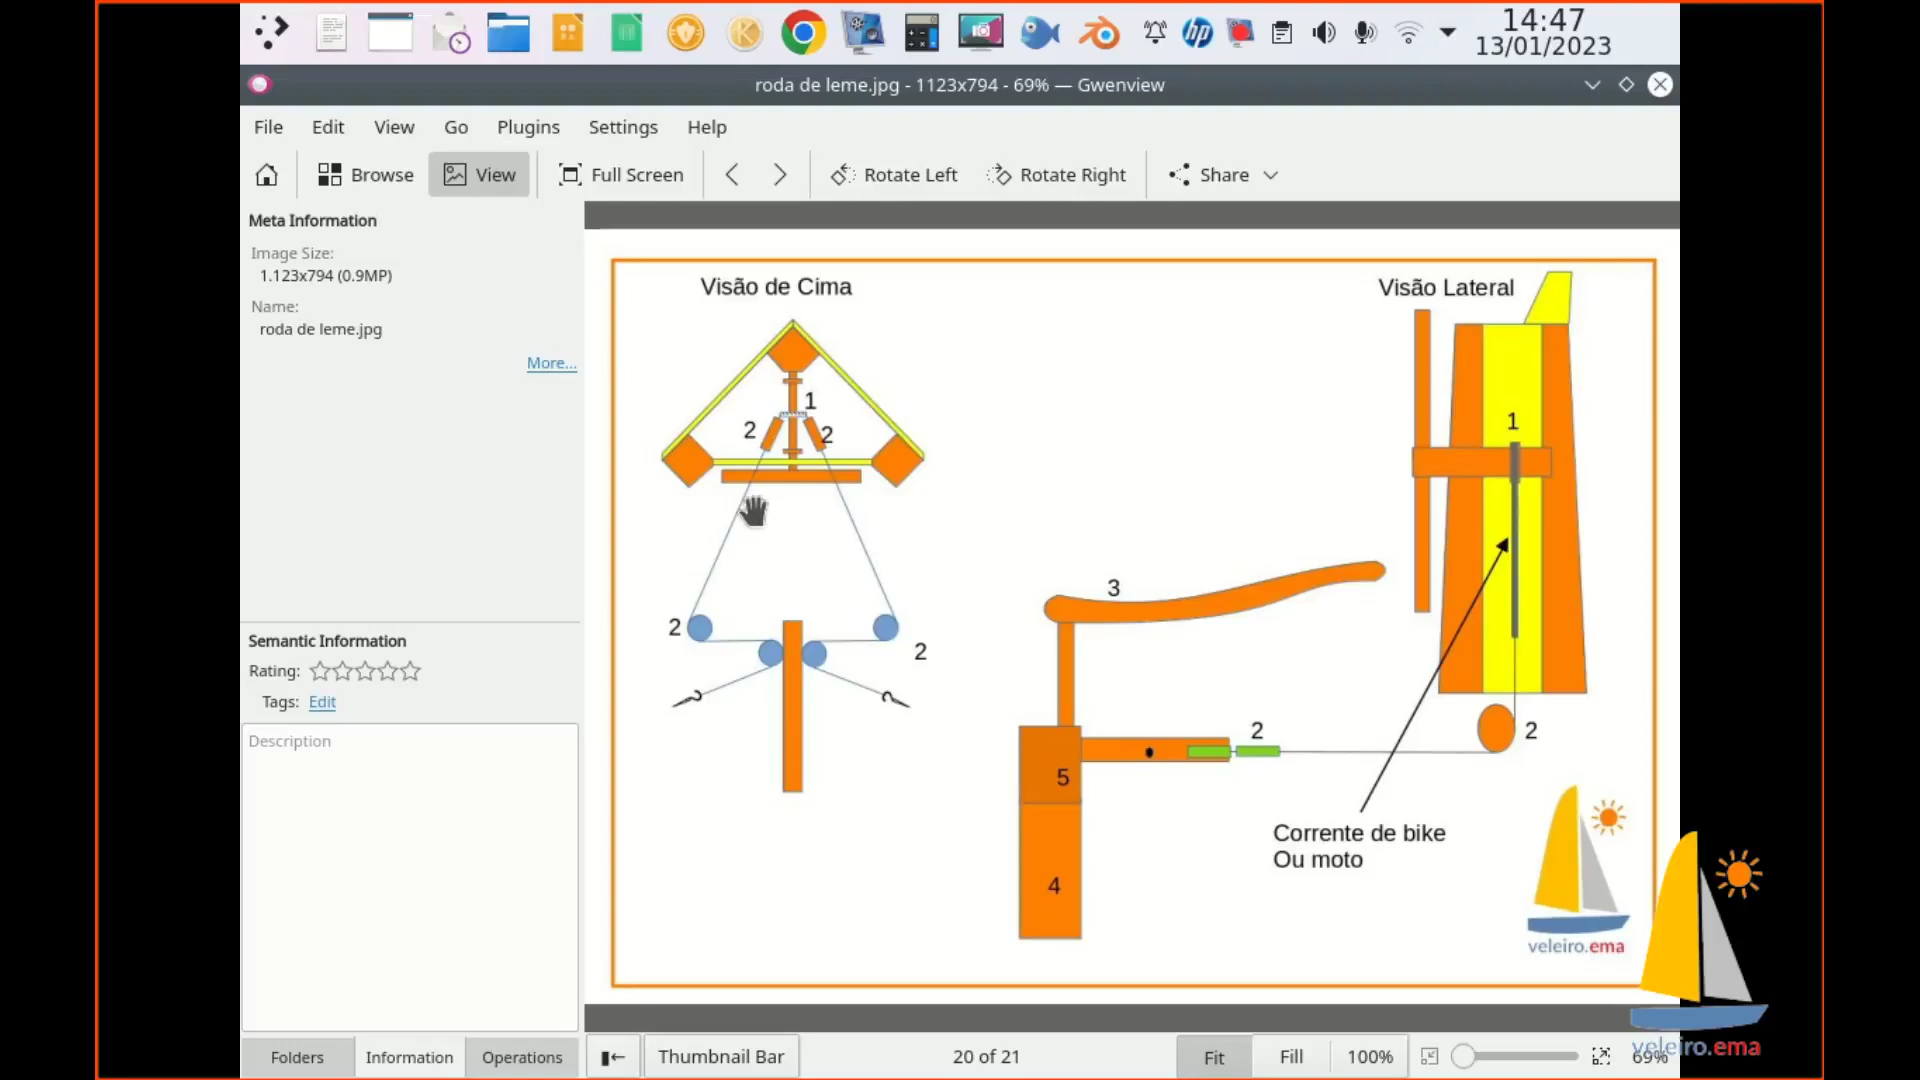 14:47
13/01/2023
roda de leme.jpg - 1123x794 - 69% — Gwenview
File Edit View Go Plugins Settings Help
Browse View Full Screen Rotate Left Rotate Right Share
Meta Information
Image Size:
1.123x794 (0.9MP)
Name:
roda de leme.jpg
More...
Semantic Information
Rating:
Tags: Edit
Description
Folders Information Operations
Visão de Cima
1
2
2
2
2
Visão Lateral
1
3
2
2
5
4
Corrente de bike
Ou moto
veleiro.ema
Thumbnail Bar 20 of 21 Fit Fill 100% 69%
veleiro.ema